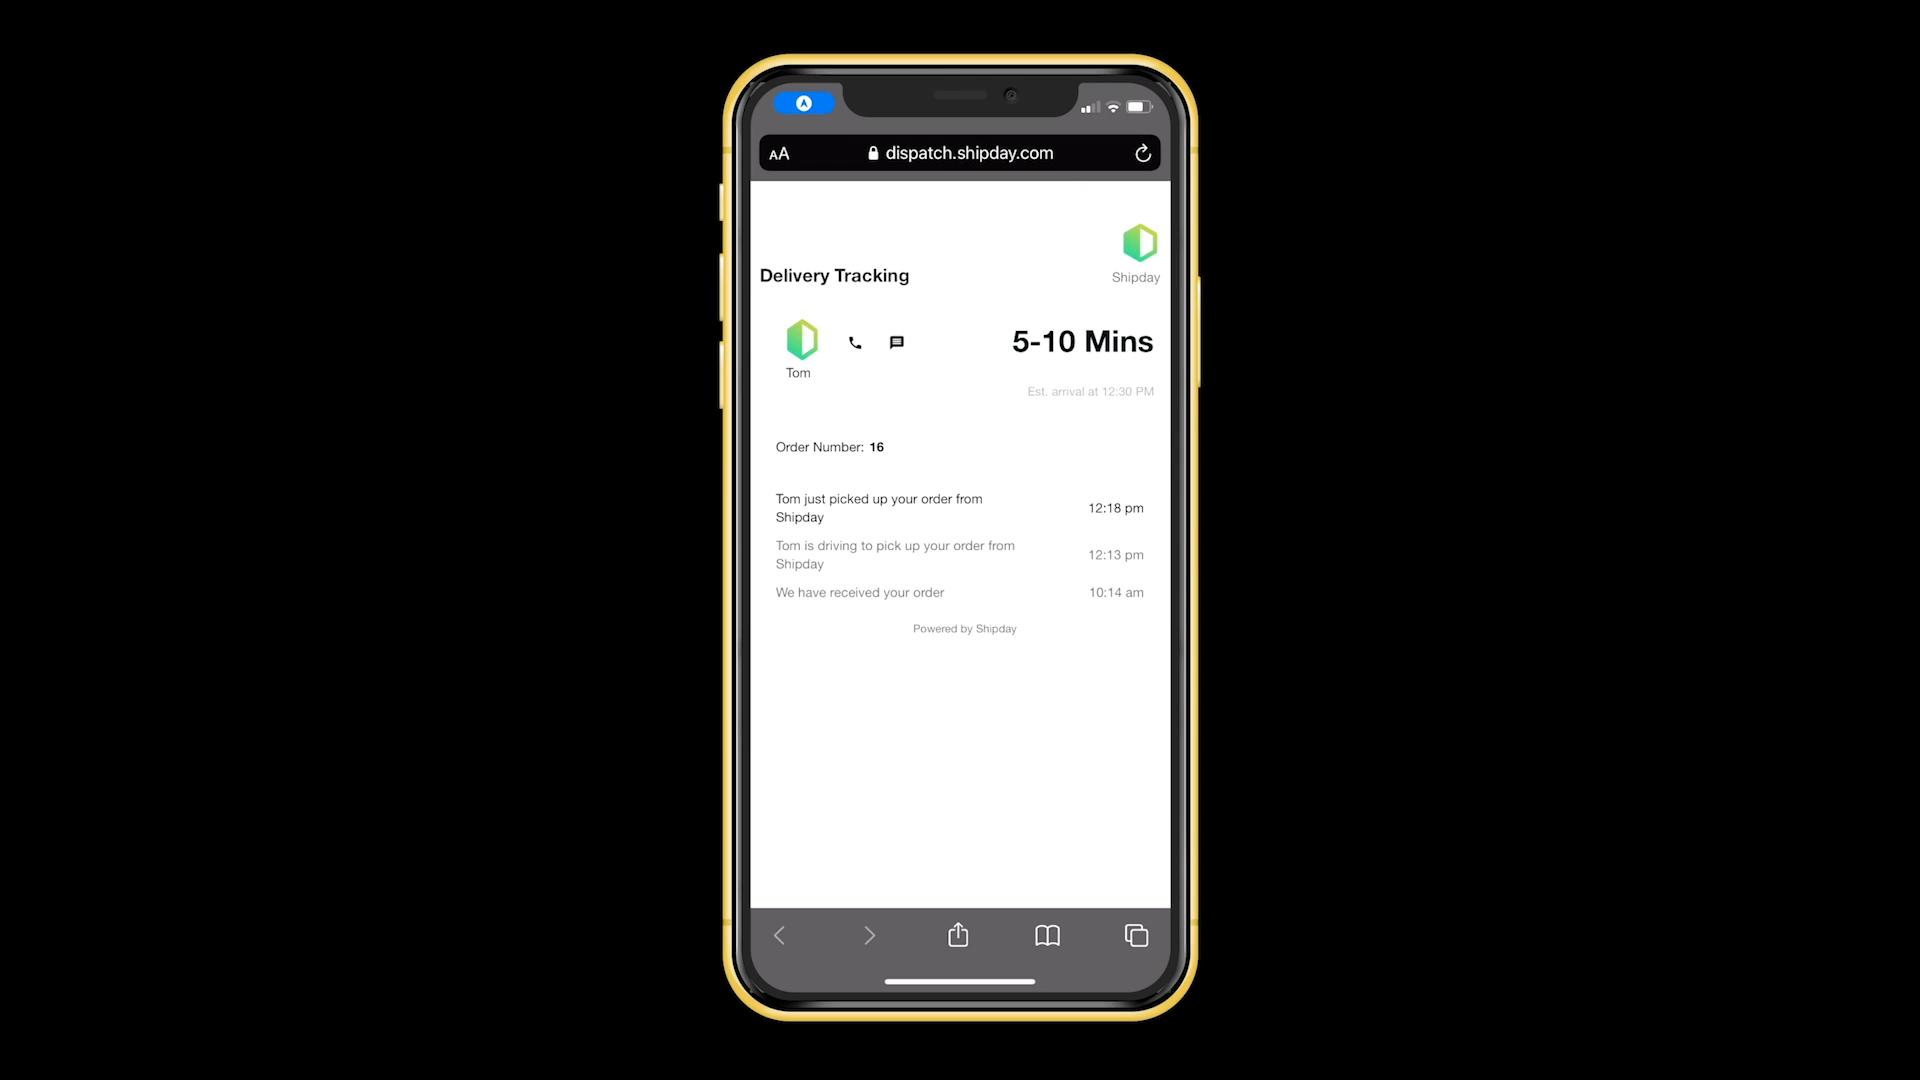 AA
dispatch.shipday.com
Shipday
Delivery Tracking
5-10 Mins
Tom
Est. arrival at 12:30 PM
Order Number: 16
Tom just picked up your order from
Shipday
12:18 pm
Tom is driving to pick up your order from
Shipday
12:13 pm
We have received your order
10:14 am
Powered by Shipday